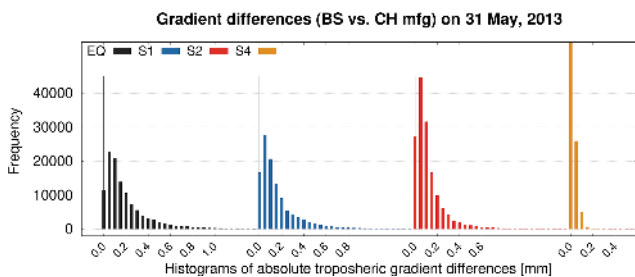 Gradient differences (BS vs. CH mfg) on 31 May, 2013
EQ S1 S2 S4
Frequency
40000
30000
20000
10000
0
0.0 0.2 0.4 0.6 0.8 1.0 0.0 0.2 0.4 0.6 0.8 0.0 0.2 0.4 0.6 0.0 0.2 0.4
Histograms of absolute troposheric gradient differences [mm]